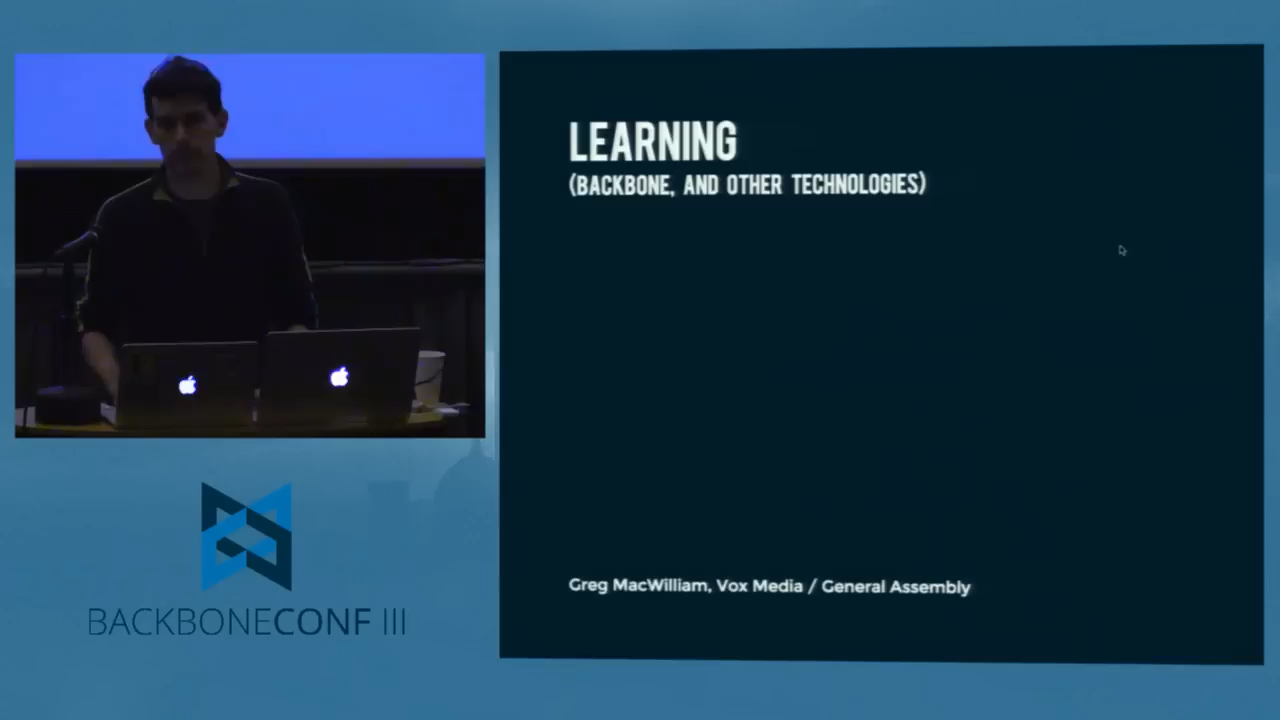 LEARNING
(BACKBONE, AND OTHER TECHNOLOGIES)
Greg MacWilliam, Vox Media / General Assembly
BACKBONECONF III